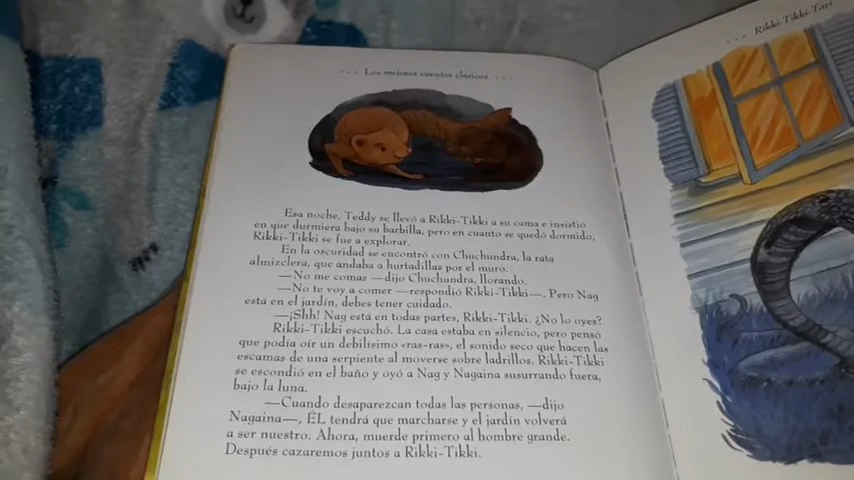 Los mejores cuentos clásicos
Rikki-Tikki-Tavi
Esa noche, Teddy se llevó a Rikki-Tikki a su cama e insistió
en que durmiera bajo su barbilla, pero en cuanto se quedó dormido,
Rikki-Tikki se fue a explorar.
En la oscuridad se encontró con Chuchundra, la rata
almizclera, que andaba a hurtadillas por el muro.
—No me comas —dijo Chuchundra, llorando.
—No te voy a comer —respondió Rikki-Tikki—. Pero Nag
está en el jardín, debes tener cuidado.
—¡Shh! Nag está en todas partes, Rikki-Tikki. ¿No lo oyes?
Rikki-Tikki escuchó. La casa estaba en silencio, pero pensó
que podía oír un debilísimo «ras-ras», el sonido que hacen las
escamas de una serpiente al moverse sobre ladrillos. Rikki-Tikki
se escondió en el baño y oyó a Nag y Nagaina susurrar en fuera,
bajo la luna.
—Cuando desaparezcan todas las personas, —le dijo
Nagaina—. ÉL tendrá que marcharse y el jardín volverá
a ser nuestro. Ahora, muerde primero al hombre grande.
Después cazaremos juntos a Rikki-Tikki.